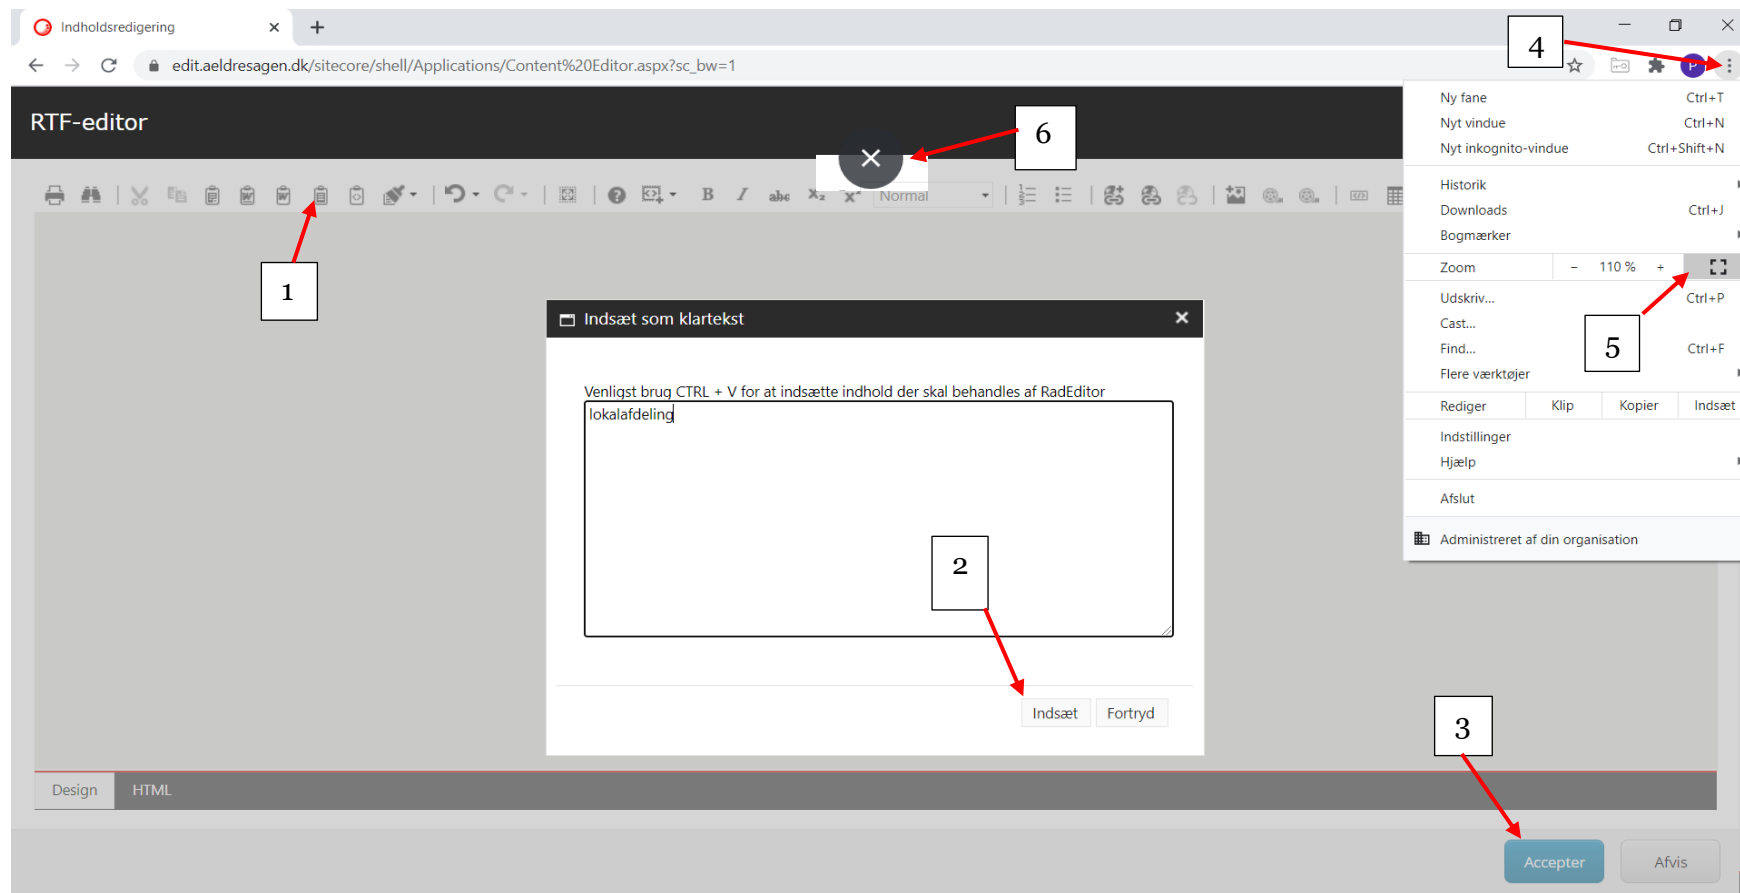 Indholdsredigering
edit.aeldresagen.dk/sitecore/shell/Applications/Content%20Editor.aspx?sc_bw=1
4
P
RTF-editor
6
Normal
1
Indsæt som klartekst
Venligst brug CTRL + V for at indsætte indhold der skal behandles af RadEditor
lokalafdeling
2
Indsæt Fortryd
Ny fane Ctrl+T
Nyt vindue Ctrl+N
Nyt inkognito-vindue Ctrl+Shift+N
Historik
Downloads Ctrl+J
Bogmærker
Zoom - 110 % +
Udskriv... Ctrl+P
Cast...
Find... Ctrl+F
5
Flere værktøjer
Rediger Klip Kopier Indsæt
Indstillinger
Hjælp
Afslut
Administreret af din organisation
3
Design HTML
Accepter Afvis